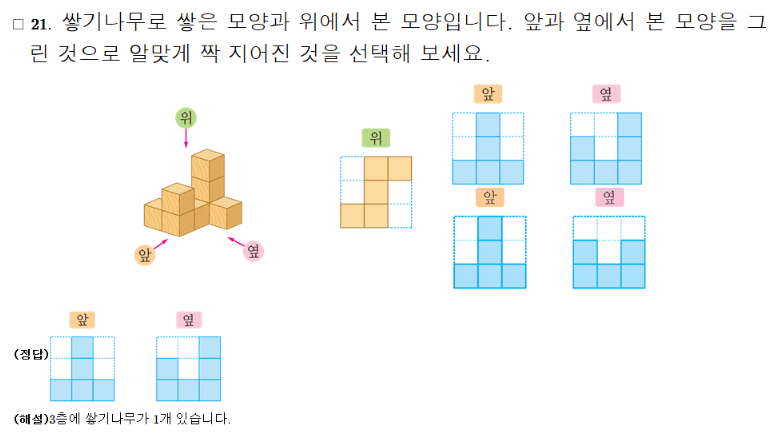 □ 21. 쌓기나무로 쌓은 모양과 위에서 본 모양입니다. 앞과 옆에서 본 모양을 그
린 것으로 알맞게 짝 지어진 것을 선택해 보세요.
앞 옆
위 위
앞 옆
앞 옆
앞 옆
(정답)
(해설)3층에 쌓기나무가 1개 있습니다.